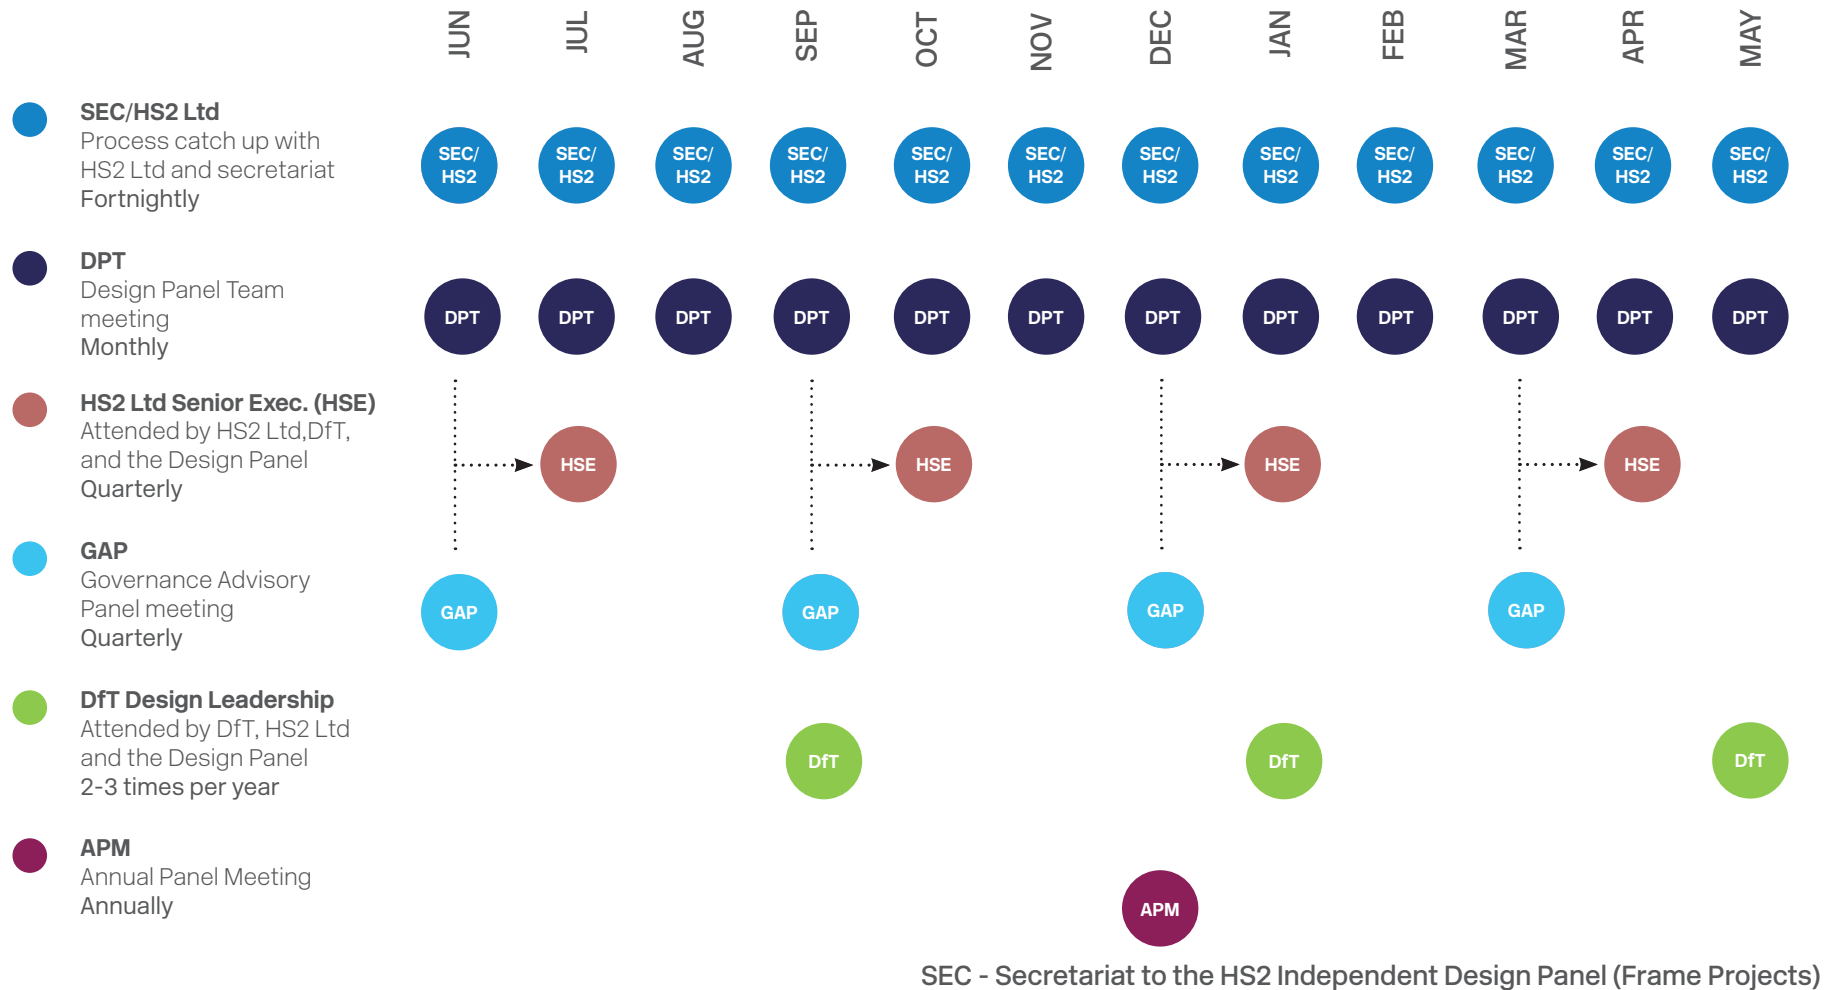 JUN JUL AUG SEP OCT NOV DEC JAN FEB MAR APR MAY
SEC/HS2 Ltd
Process catch up with
HS2 Ltd and secretariat
Fortnightly
SEC/ SEC/ SEC/ SEC/ SEC/ SEC/ SEC/ SEC/ SEC/ SEC/ SEC/ SEC/
HS2 HS2 HS2 HS2 HS2 HS2 HS2 HS2 HS2 HS2 HS2 HS2
DPT
Design Panel Team
meeting
Monthly
DPT DPT DPT DPT DPT DPT DPT DPT DPT DPT DPT DPT
HS2 Ltd Senior Exec. (HSE)
Attended by HS2 Ltd,DfT,
and the Design Panel
Quarterly
HSE HSE HSE HSE
GAP
Governance Advisory
Panel meeting
Quarterly
GAP GAP GAP GAP
DfT Design Leadership
Attended by DfT, HS2 Ltd
and the Design Panel
2-3 times per year
DfT DfT DfT
APM
Annual Panel Meeting
Annually
APM
SEC - Secretariat to the HS2 Independent Design Panel (Frame Projects)